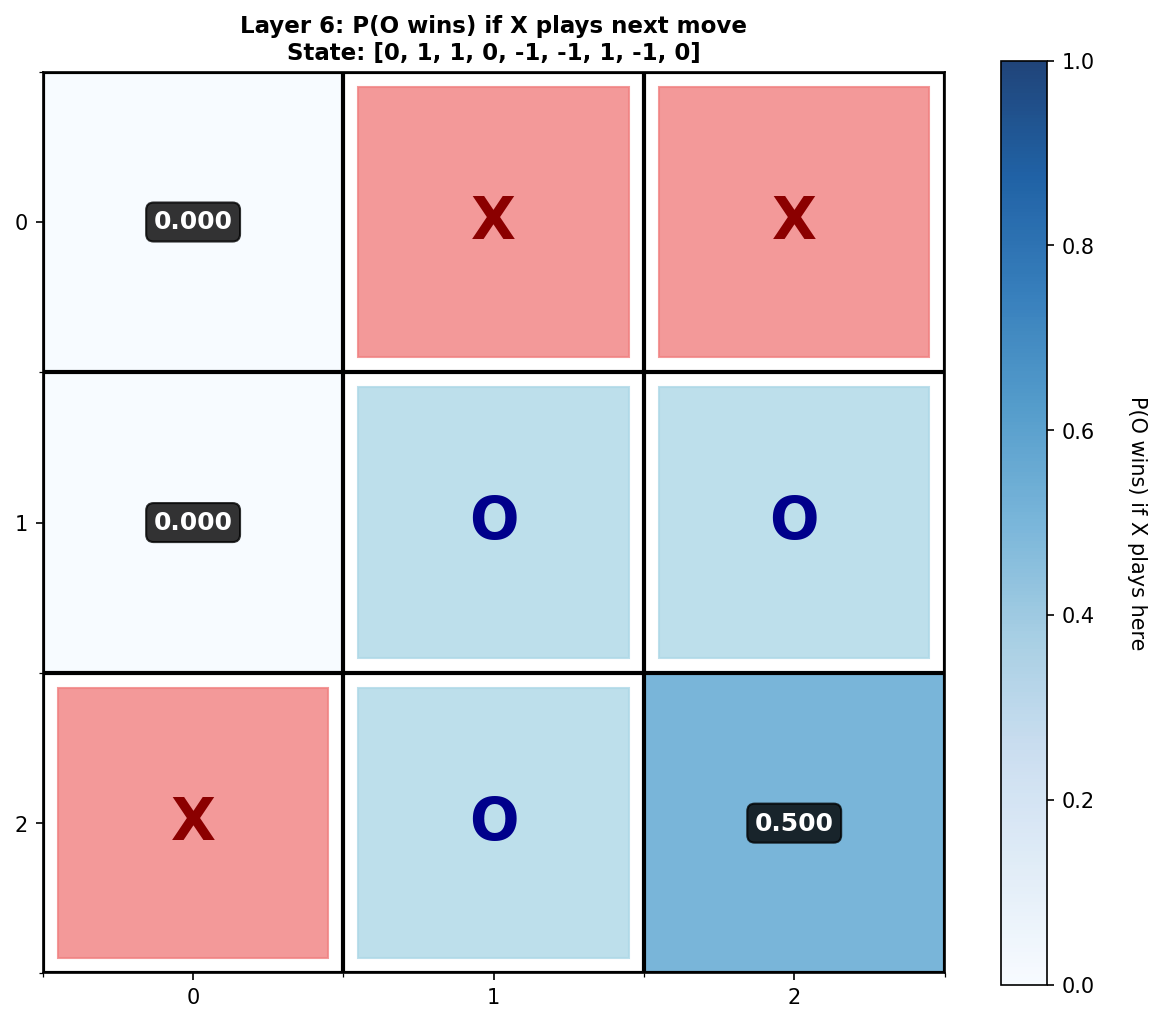 Layer 6: P(O wins) if X plays next move
State: [0, 1, 1, 0, -1, -1, 1, -1, 0]
0
0.000
X
X
1
0.000
O
O
2
X
O
0.500
0
1
2
1.0
0.8
0.6
0.4
0.2
0.0
P(O wins) if X plays here